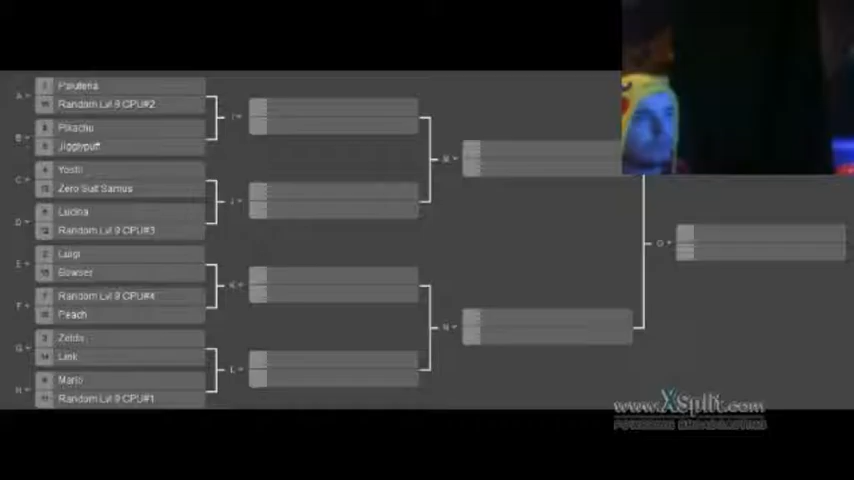 Palutena
Random Lvl 9 CPU#2
Pikachu
Jigglypuff
Yoshi
Zero Suit Samus
Lucina
Random Lvl 9 CPU#3
Luigi
Bowser
Random Lvl 9 CPU#4
Peach
Zelda
Link
Mario
Random Lvl 9 CPU#1
A
B
C
D
E
F
G
H
J
K
L
N
O
www.XSplit.com